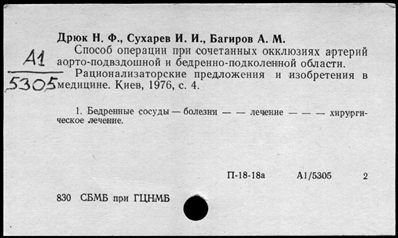 Дрюк Н. Ф., Сухарев И. И., Багиров А. М.
Способ операции при сочетанных окклюзиях артерий
А1
аорто-подвздошной и бедренно-подколенной области.
Рационализаторские предложения и изобретения в
5305
медицине. Киев, 1976, с. 4.
1. Бедренные сосуды — болезни — — лечение — — — хирурги-
ческое лечение.
П-18-18а А1/5305 2
830 СБМБ при ГЦНМБ